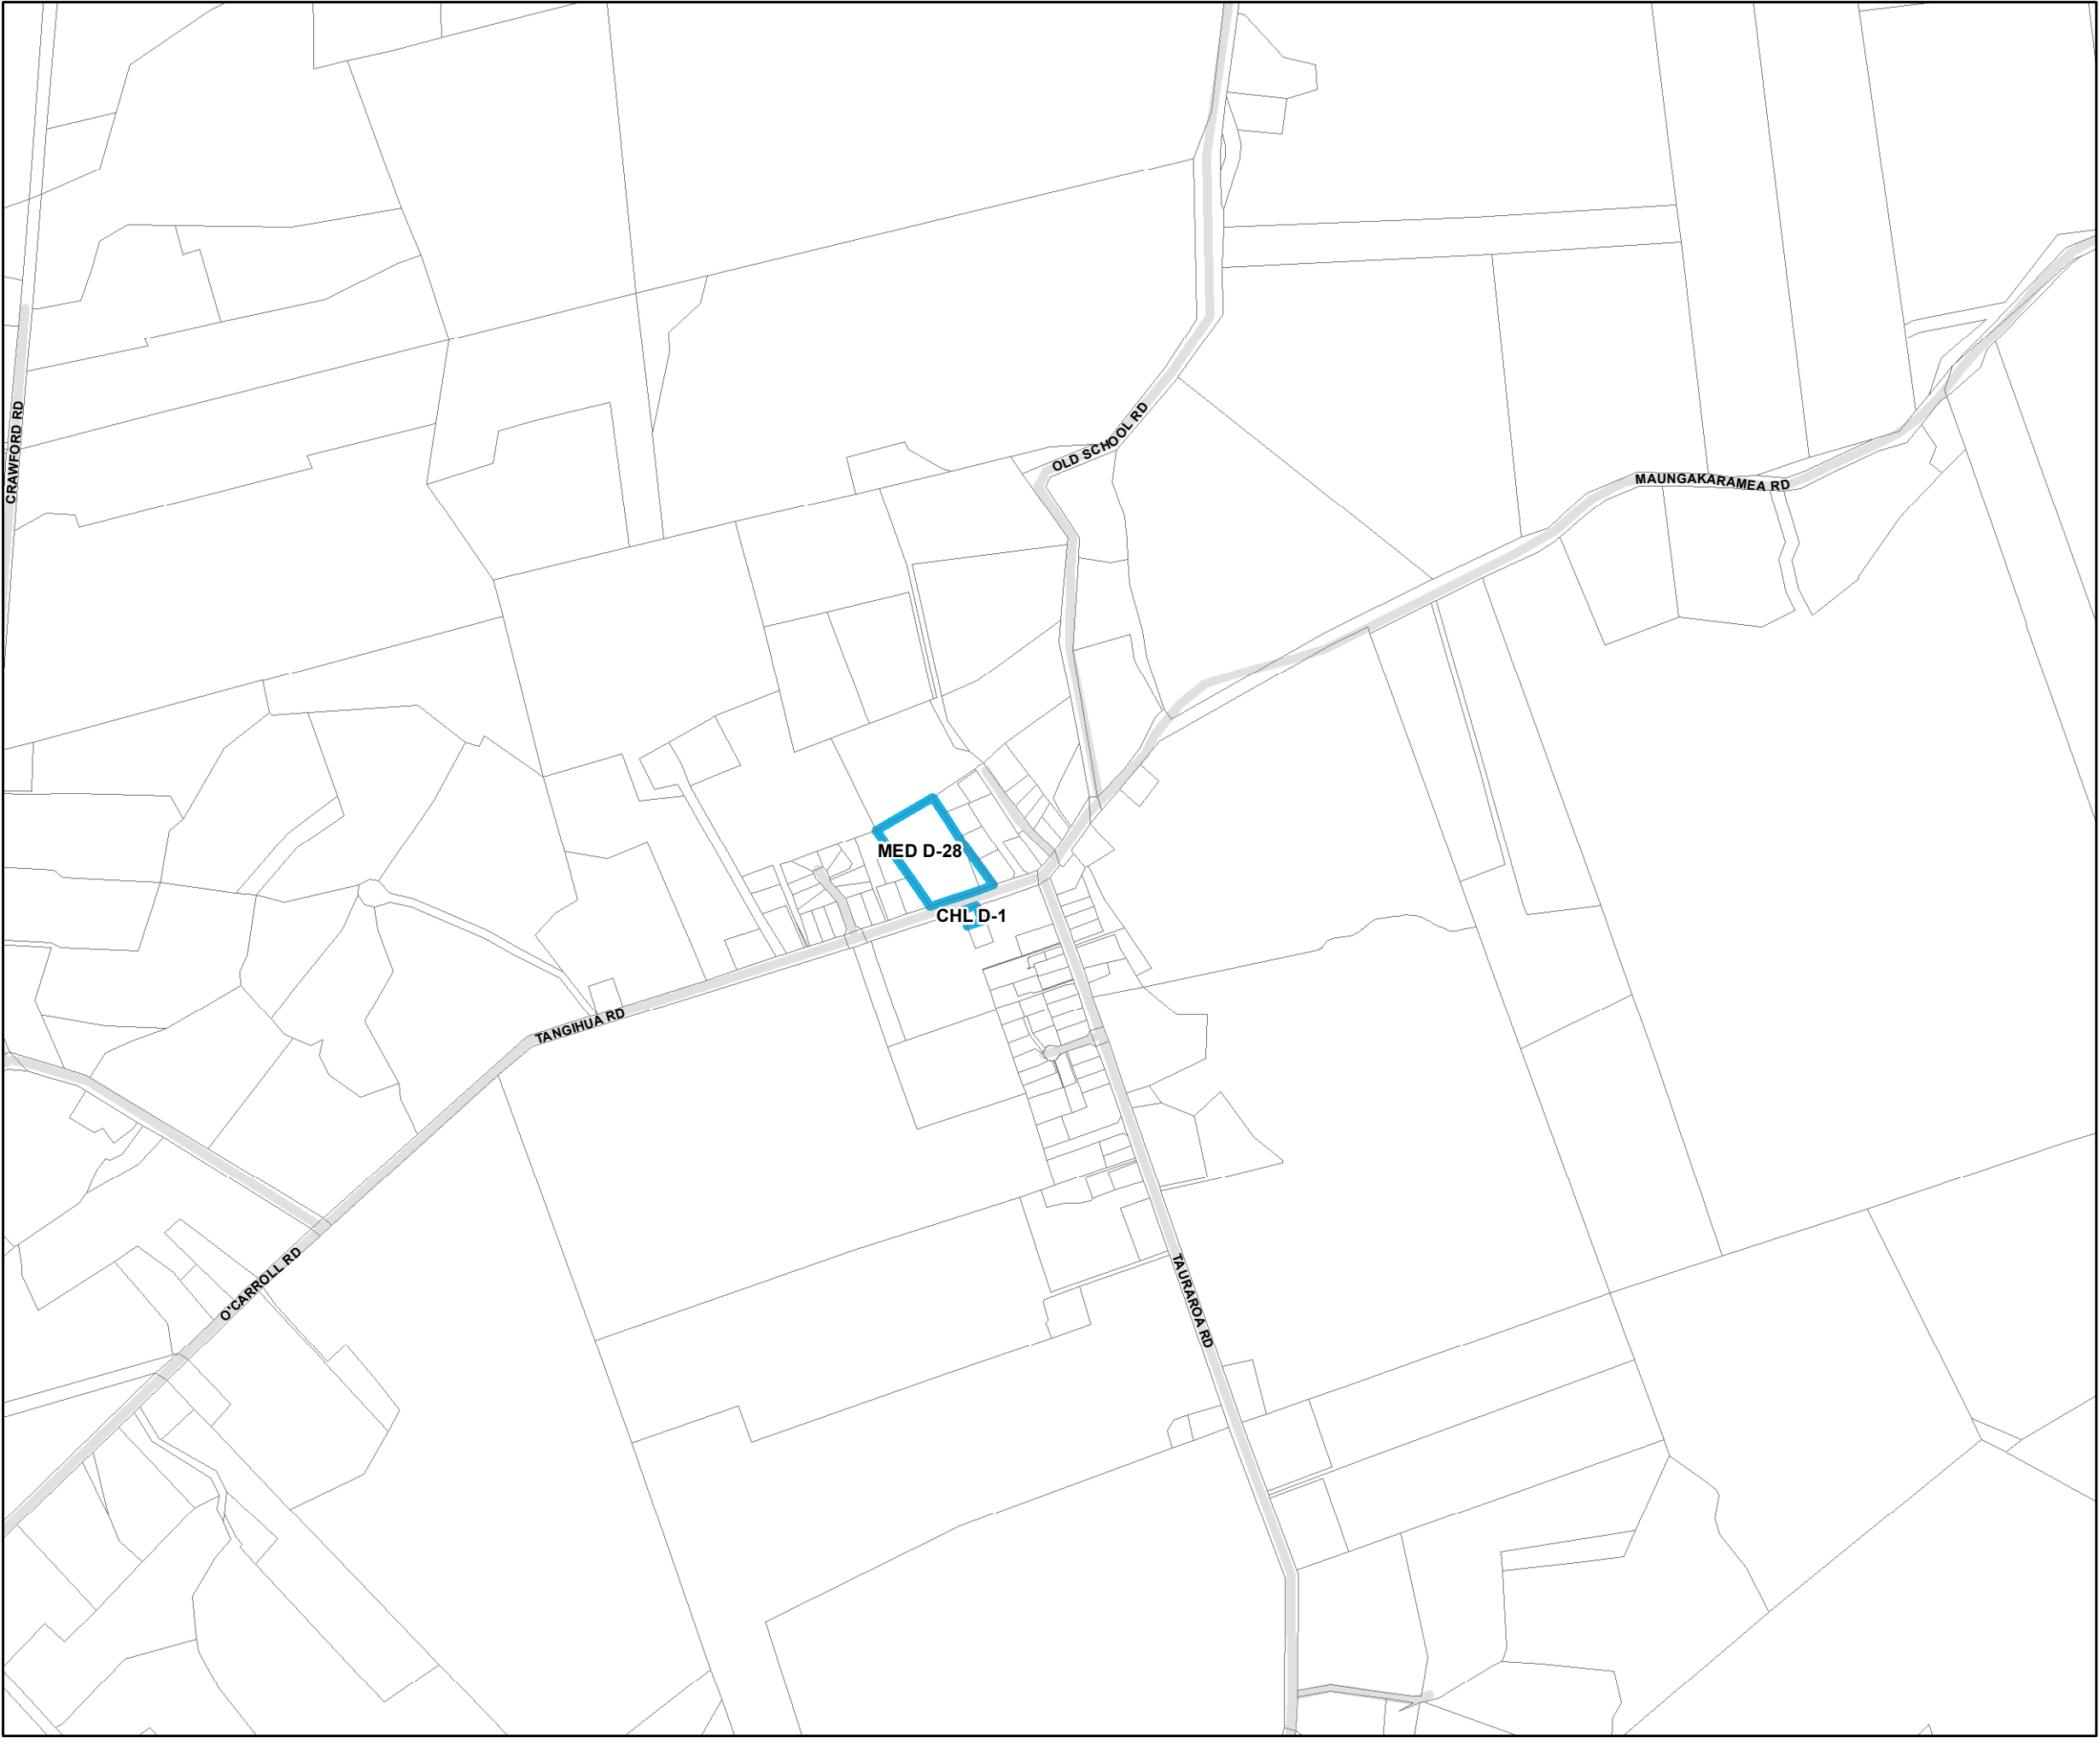 CRAWFORD RD
OLD SCHOOL RD
MAUNGAKARAMEA RD
MED D-28
CHL D-1
TANGIHUA RD
O'CARROLL RD
TAURAROA RD